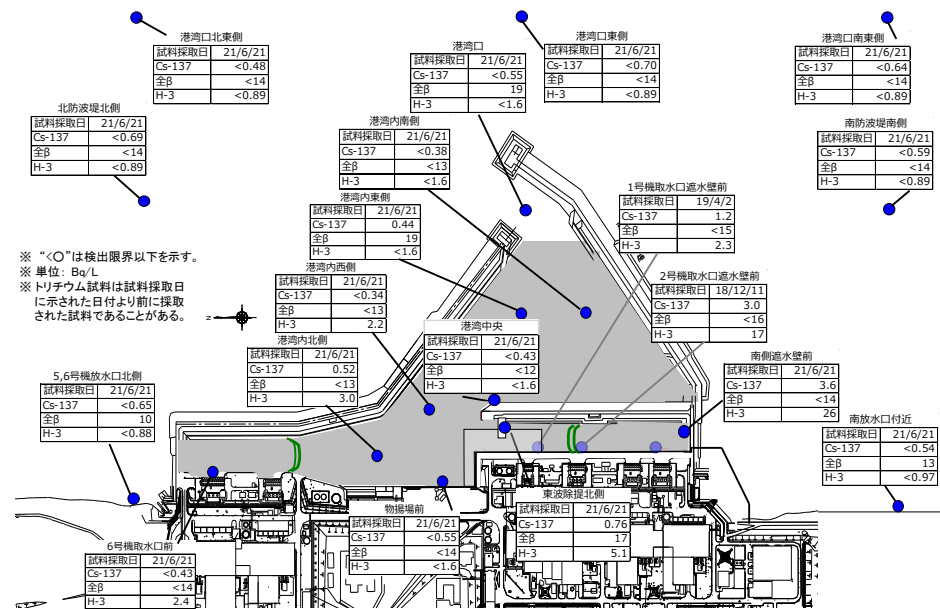 港湾口北東側
試料採取日 21/6/21
Cs-137 <0.48
全β <14
H-3 <0.89
港湾口東側
試料採取日 21/6/21
Cs-137 <0.70
全β <14
H-3 <0.89
港湾口南東側
試料採取日 21/6/21
Cs-137 <0.64
全β <14
H-3 <0.89
港湾口
試料採取日 21/6/21
Cs-137 <0.55
全β 19
H-3 <1.6
北防波堤北側
試料採取日 21/6/21
Cs-137 <0.69
全β <14
H-3 <0.89
港湾内南側
試料採取日 21/6/21
Cs-137 <0.38
全β <13
H-3 <1.6
南防波堤南側
試料採取日 21/6/21
Cs-137 <0.59
全β <14
H-3 <0.89
港湾内東側
試料採取日 21/6/21
Cs-137 0.44
全β 19
H-3 <1.6
1号機取水口遮水壁前
試料採取日 19/4/2
Cs-137 1.2
全β <15
H-3 2.3
※ “<○”は検出限界以下を示す。
※ 単位: Bq/L
※ トリチウム試料は試料採取日
に示された日付より前に採取
された試料であることがある。
N
港湾内西側
試料採取日 21/6/21
Cs-137 <0.34
全β <13
H-3 2.2
2号機取水口遮水壁前
試料採取日 18/12/11
Cs-137 3.0
全β <16
H-3 17
港湾中央
試料採取日 21/6/21
Cs-137 <0.43
全β <12
H-3 <1.6
港湾内北側
試料採取日 21/6/21
Cs-137 0.52
全β <13
H-3 3.0
南側遮水壁前
試料採取日 21/6/21
Cs-137 3.6
全β <14
H-3 26
5,6号機放水口北側
試料採取日 21/6/21
Cs-137 <0.65
全β 10
H-3 <0.88
南放水口付近
試料採取日 21/6/21
Cs-137 <0.54
全β 13
H-3 <0.97
東波除堤北側
試料採取日 21/6/21
Cs-137 0.76
全β 17
H-3 5.1
物揚場前
試料採取日 21/6/21
Cs-137 <0.55
全β <14
H-3 <1.6
6号機取水口前
試料採取日 21/6/21
Cs-137 <0.43
全β <14
H-3 2.4